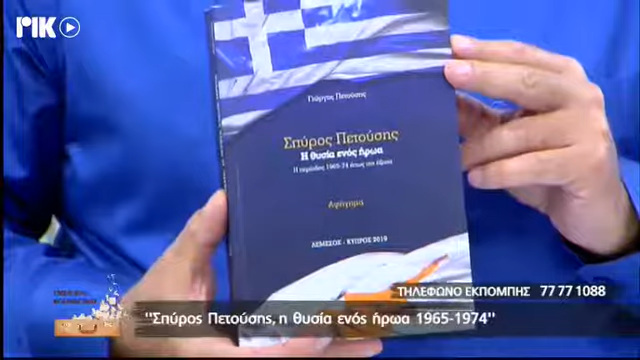 ΡΙΚ
Γιώργος Πετούσης
Σπύρος Πετούσης
Η θυσία ενός ήρωα
Η περίοδος 1965-74 όπως την έζησα
Αφήγημα
ΛΕΜΕΣΟΣ - ΚΥΠΡΟΣ 2019
ΤΗΛΕΦΩΝΟ ΕΚΠΟΜΠΗΣ 77 77 1088
"Σπύρος Πετούσης, η θυσία ενός ήρωα 1965-1974"